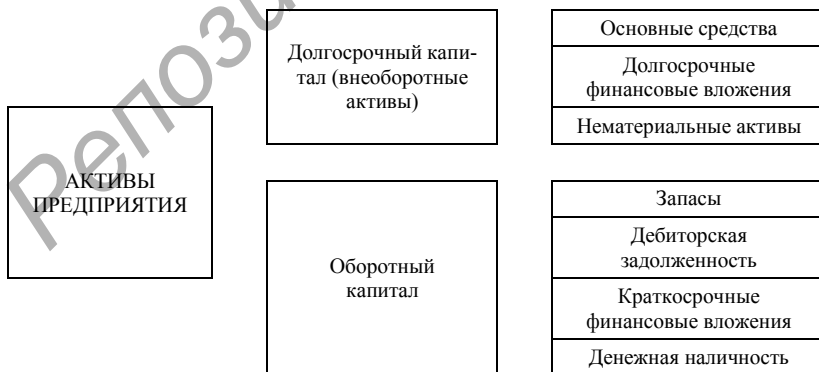 Репози
АКТИВЫ
ПРЕДПРИЯТИЯ
Долгосрочный капи-
тал (внеоборотные
активы)
Основные средства
Долгосрочные
финансовые вложения
Нематериальные активы
Оборотный
капитал
Запасы
Дебиторская
задолженность
Краткосрочные
финансовые вложения
Денежная наличность